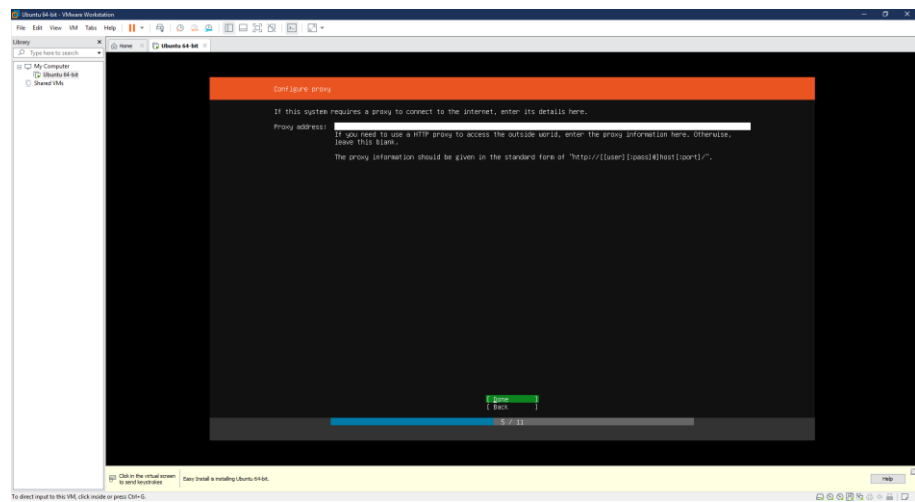 Ubuntu 64-bit - VMware Workstation
File Edit View VM Tabs Help
Library
Home Ubuntu 64-bit
Type here to search
My Computer
Ubuntu 64-bit
Shared VMs
Configure proxy
If this system requires a proxy to connect to the internet, enter its details here.
Proxy address:
If you need to use a HTTP proxy to access the outside world, enter the proxy information here. Otherwise,
leave this blank.
The proxy information should be given in the standard form of "http://[[user][:pass]@]host[:port]/".
[ Done ]
[ Back ]
5 / 11
Click in the virtual screen
to send keystrokes
Easy Install is installing Ubuntu 64-bit.
Help
To direct input to this VM, click inside or press Ctrl+G.